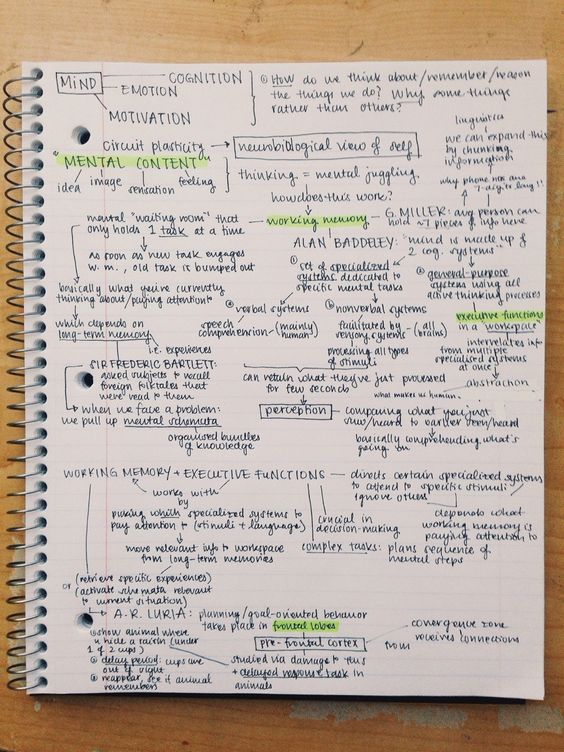 MIND
COGNITION
EMOTION
MOTIVATION
① HOW do we think about/remember/reason
the things we do? Why some things
rather than others?
linguistics
we can expand this
by chunking
information
why phone nos are
7-digits long!!
circuit plasticity → neurobiological view of self
"MENTAL CONTENT"
idea image sensation feeling
thinking = mental juggling.
how does this work?
mental "waiting room" that
only holds 1 task at a time
working memory — G. MILLER: avg person can
hold ~7 pieces of info here
as soon as new task engages
w.m., old task is bumped out
ALAN BADDELEY: "mind is made up of
2 cog. systems"
① set of specialized
systems dedicated to
specific mental tasks
② general-purpose
systems using all
active thinking processes
basically what you're currently
thinking about/paying attention to
verbal systems
speech
comprehension - (mainly
human)
nonverbal systems
facilitated by - (all
sensory systems brains)
processing all types
of stimuli
executive functions
in a "workspace"
interrelates info
from multiple
specialized systems
at once
abstraction
what makes us human.
which depends on
long-term memory
i.e. experiences
SIR FREDERIC BARTLETT:
asked subjects to recall
foreign folktales that
were read to them
can retain what they've just processed
for few seconds
perception — comparing what you just
saw/heard to earlier seen/heard
basically comprehending what's
going on
↳ when we face a problem:
we pull up mental schemata
organized bundles
of knowledge
WORKING MEMORY + EXECUTIVE FUNCTIONS — directs certain specialized systems
to attend to specific stimuli
ignore others
works with
by
picking which specialized systems to
pay attention to (stimuli + language)
crucial in
decision-making
depends what
working memory is
paying attention to
move relevant info to workspace
from long-term memories
complex tasks: plans sequence of
mental steps
or (retrieve specific experiences)
(activate schemata relevant
to current situation)
A.R. LURIA: planning/goal-oriented behavior
takes place in frontal lobes
pre-frontal cortex
convergence zone
receives connections
from
① show animal where
u hide a raisin (under
1 of 2 cups)
② delay period: cups are
out of sight
③ reappear, see if animal
remembers
studied via damage to this
+ delayed response task in
animals